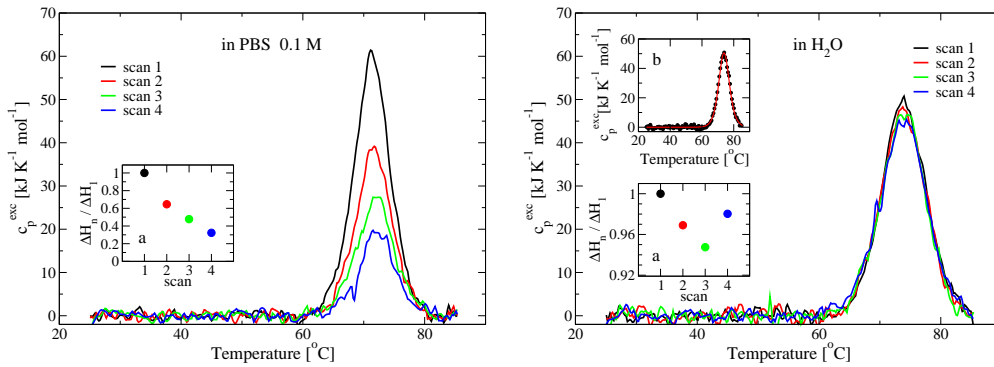 in PBS 0.1 M
scan 1
scan 2
scan 3
scan 4
c_p^exc [kJ K^-1 mol^-1]
70
60
50
40
30
20
10
0
20
40
60
80
Temperature [°C]
ΔH_n / ΔH_1
1
0.8
0.6
0.4
0.2
0
a
1
2
3
4
scan
in H₂O
scan 1
scan 2
scan 3
scan 4
c_p^exc [kJ K^-1 mol^-1]
70
60
50
40
30
20
10
0
20
40
60
80
Temperature [°C]
b
c_p^exc [kJ K^-1 mol^-1]
60
40
20
0
20
40
60
80
Temperature [°C]
ΔH_n / ΔH_1
1
0.96
0.92
a
1
2
3
4
scan